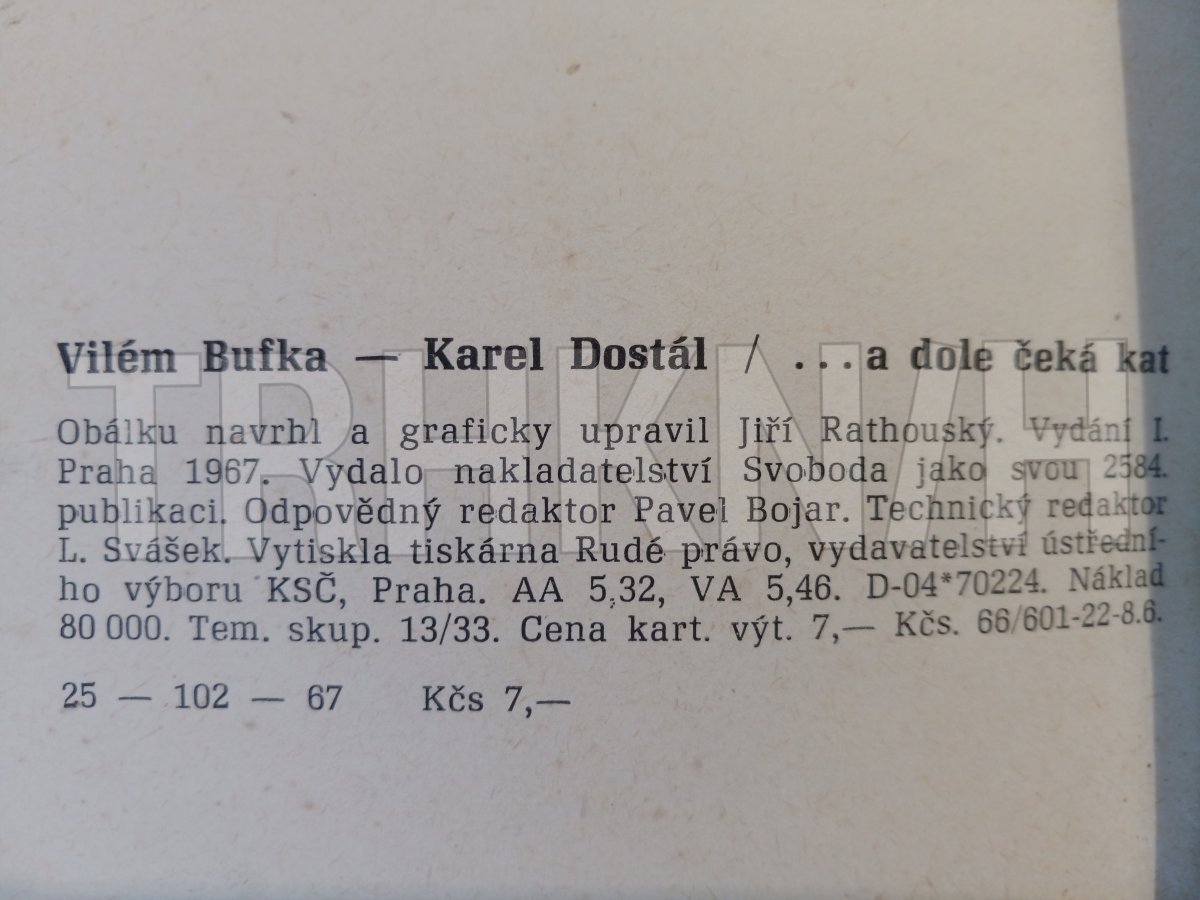 Vilém Bufka — Karel Dostál / ...a dole čeká kat
Obálku navrhl a graficky upravil Jiří Rathouský. Vydání I.
Praha 1967. Vydalo nakladatelství Svoboda jako svou 2584.
publikaci. Odpovědný redaktor Pavel Bojar. Technický redaktor
L. Svášek. Vytiskla tiskárna Rudé právo, vydavatelství ústřední-
ho výboru KSČ, Praha. AA 5,32, VA 5,46. D-04*70224. Náklad
80 000. Tem. skup. 13/33. Cena kart. výt. 7,— Kčs. 66/601-22-8.6.
25 — 102 — 67 Kčs 7,—
TRHKNIH